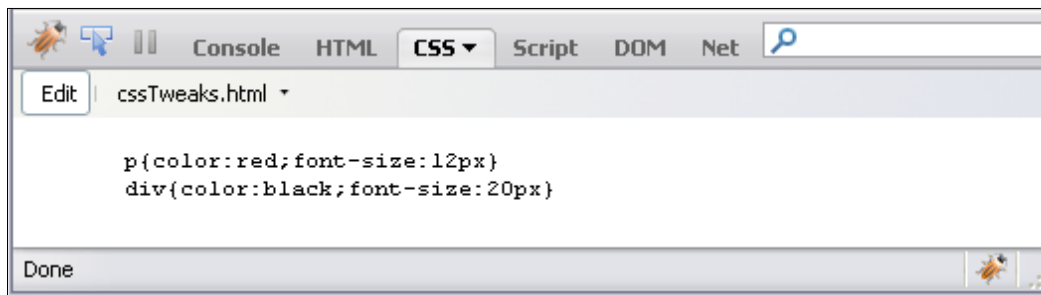 Console HTML CSS Script DOM Net
Edit cssTweaks.html
p{color:red;font-size:12px}
div{color:black;font-size:20px}
Done